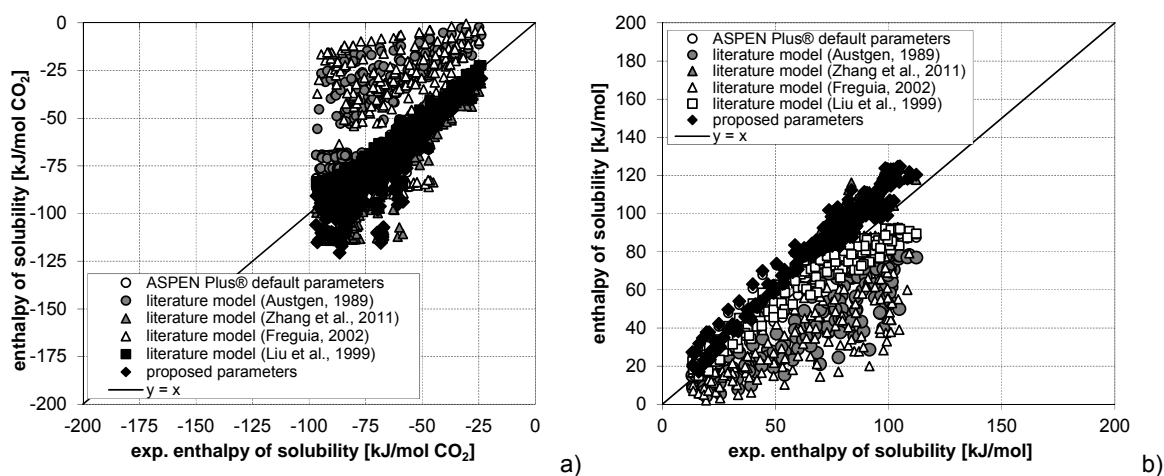 0
-25
-50
-75
-100
-125
-150
-175
-200
enthalpy of solubility [kJ/mol CO₂]
ASPEN Plus® default parameters
literature model (Austgen, 1989)
literature model (Zhang et al., 2011)
literature model (Freguia, 2002)
literature model (Liu et al., 1999)
proposed parameters
y = x
-200 -175 -150 -125 -100 -75 -50 -25 0
exp. enthalpy of solubility [kJ/mol CO₂]
a)
200
180
160
140
120
100
80
60
40
20
0
enthalpy of solubility [kJ/mol]
ASPEN Plus® default parameters
literature model (Austgen, 1989)
literature model (Zhang et al., 2011)
literature model (Freguia, 2002)
literature model (Liu et al., 1999)
proposed parameters
y = x
0 50 100 150 200
exp. enthalpy of solubility [kJ/mol]
b)